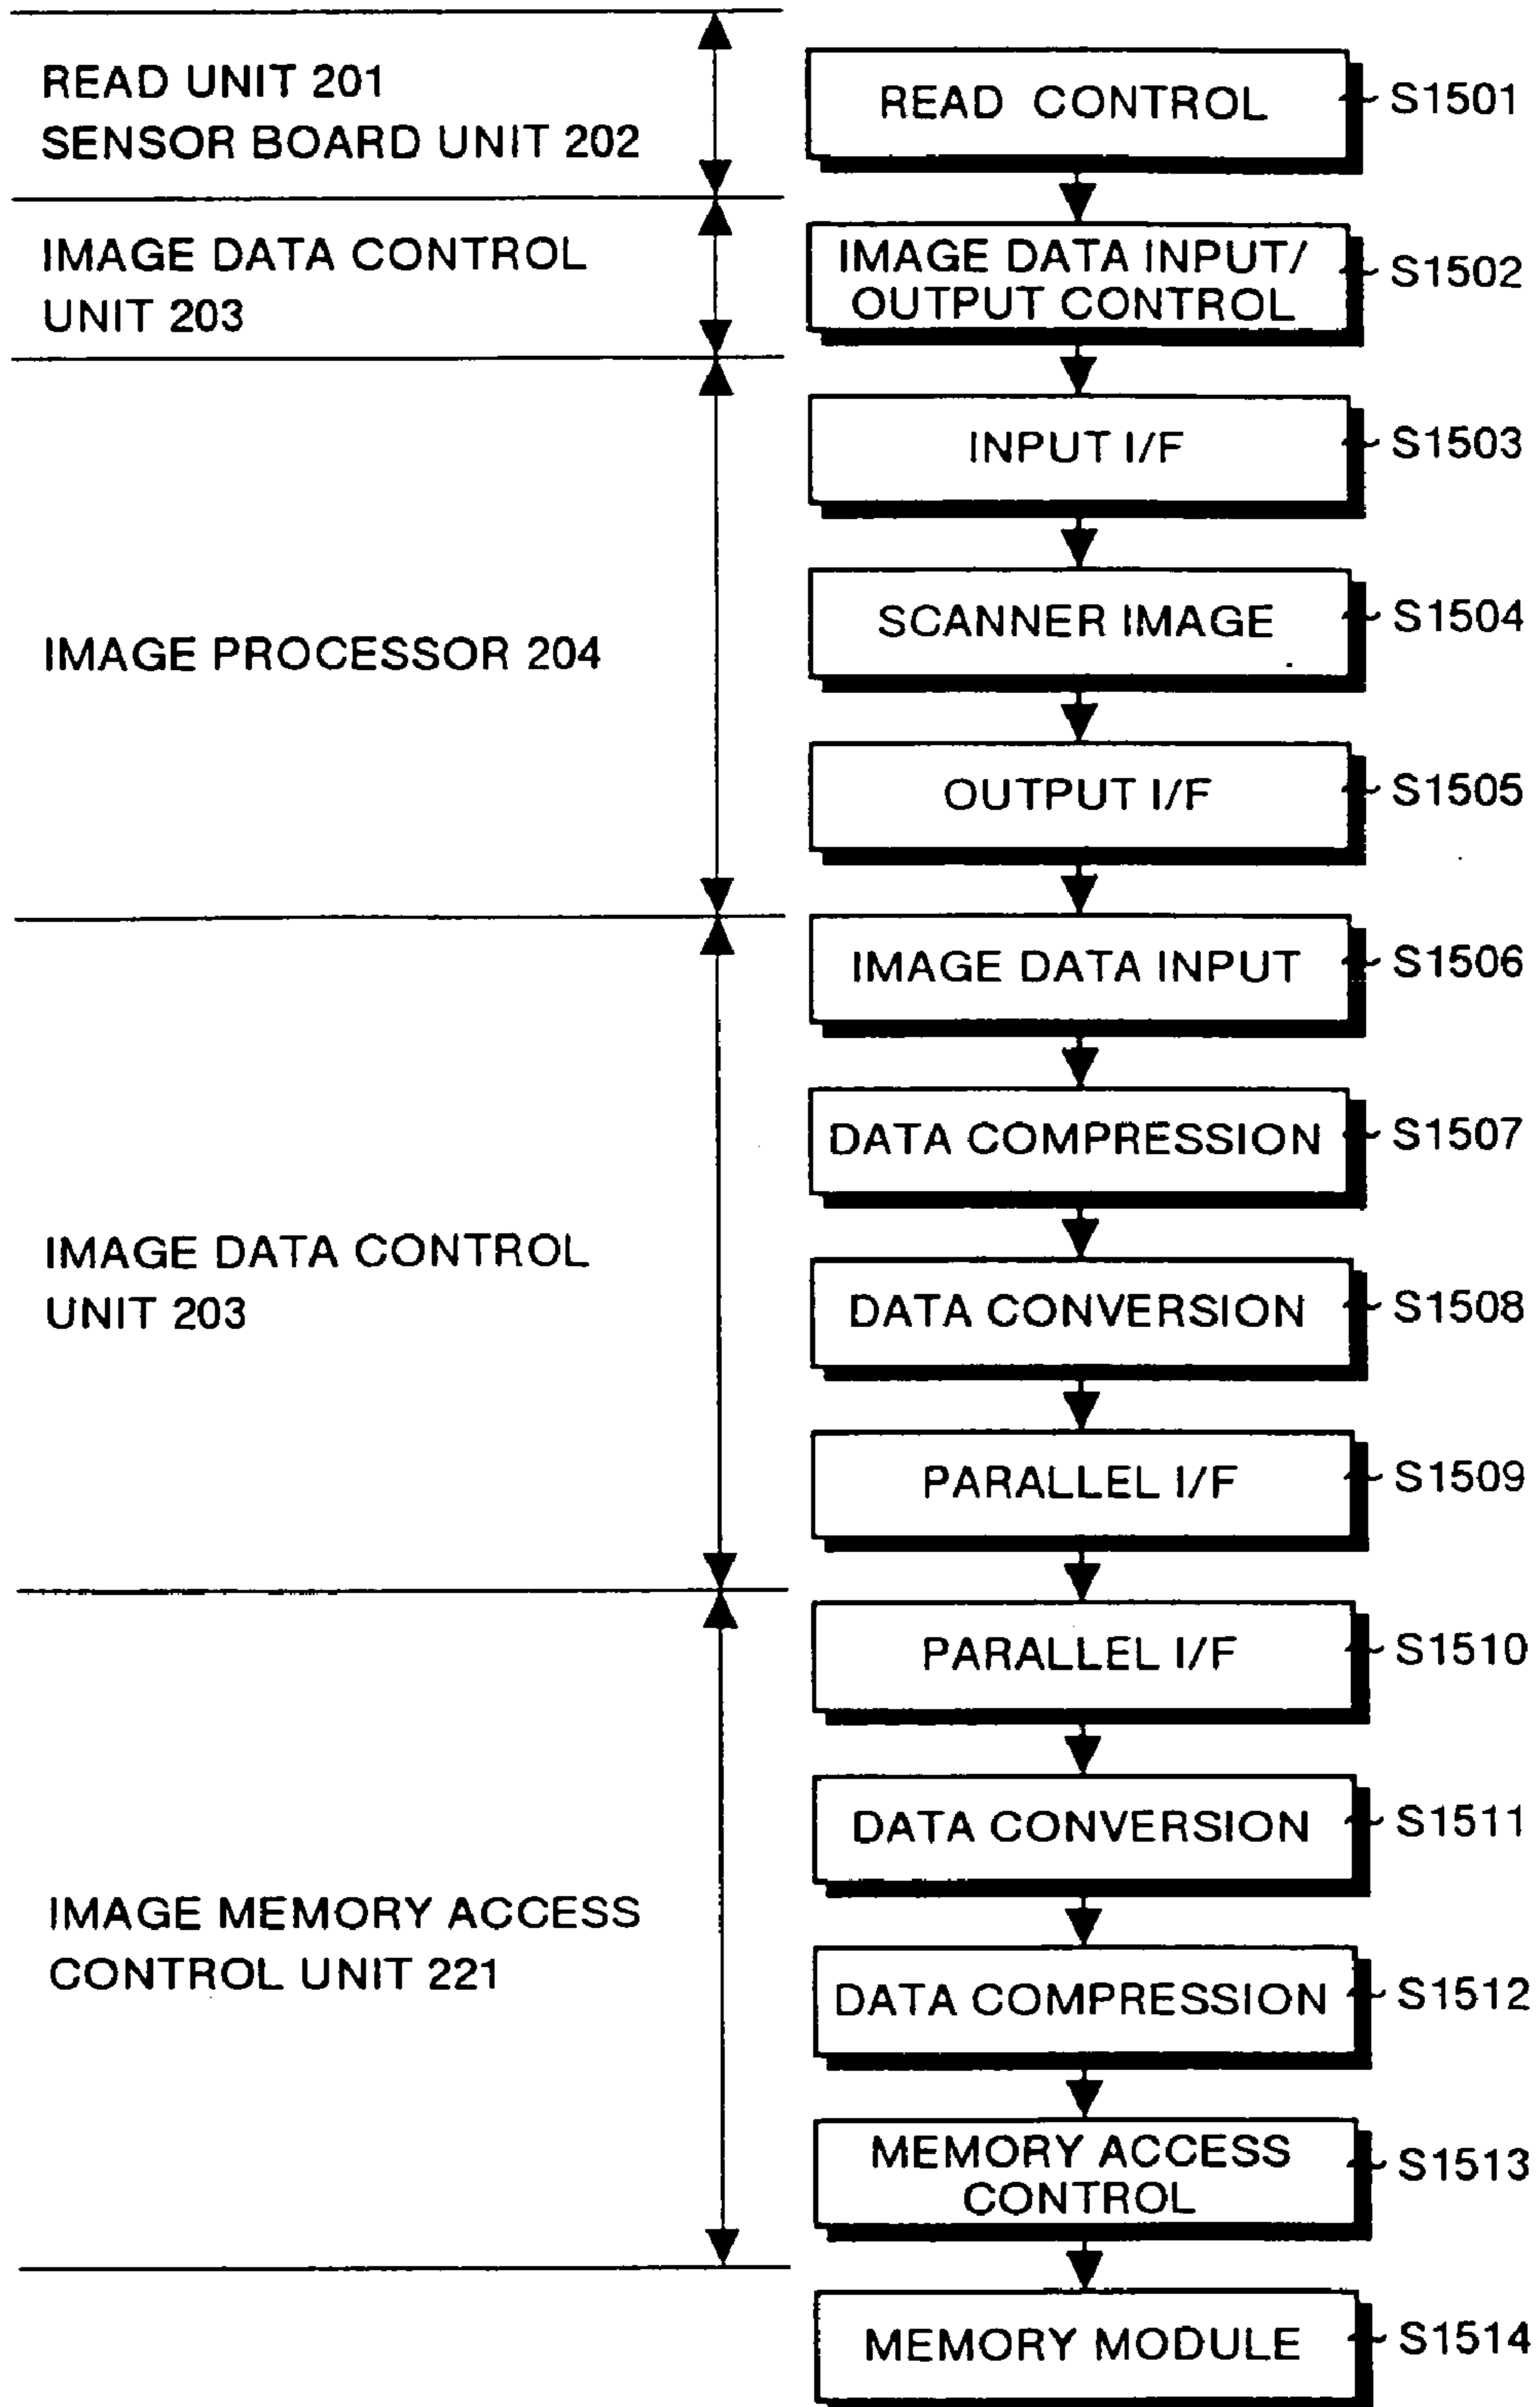 READ UNIT 201
SENSOR BOARD UNIT 202
READ CONTROL
S1501
IMAGE DATA CONTROL
UNIT 203
IMAGE DATA INPUT/
OUTPUT CONTROL
S1502
IMAGE PROCESSOR 204
INPUT I/F
S1503
SCANNER IMAGE
S1504
OUTPUT I/F
S1505
IMAGE DATA CONTROL
UNIT 203
IMAGE DATA INPUT
S1506
DATA COMPRESSION
S1507
DATA CONVERSION
S1508
PARALLEL I/F
S1509
IMAGE MEMORY ACCESS
CONTROL UNIT 221
PARALLEL I/F
S1510
DATA CONVERSION
S1511
DATA COMPRESSION
S1512
MEMORY ACCESS
CONTROL
S1513
MEMORY MODULE
S1514